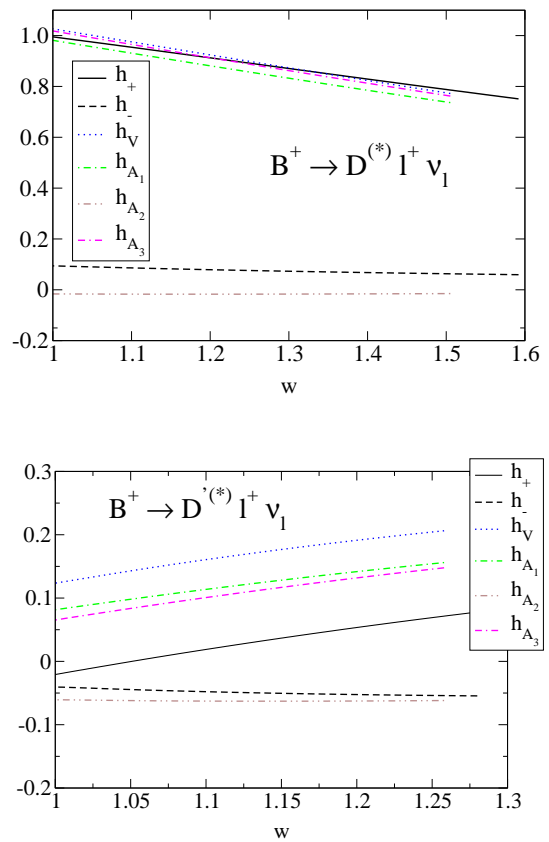 1.0
0.8
0.6
0.4
0.2
0
-0.2
h+
h-
hV
hA1
hA2
hA3
B+ → D(*) l+ νl
1 1.1 1.2 1.3 1.4 1.5 1.6
w
0.3
0.2
0.1
0
-0.1
-0.2
B+ → D'(*) l+ νl
h+
h-
hV
hA1
hA2
hA3
1 1.05 1.1 1.15 1.2 1.25 1.3
w